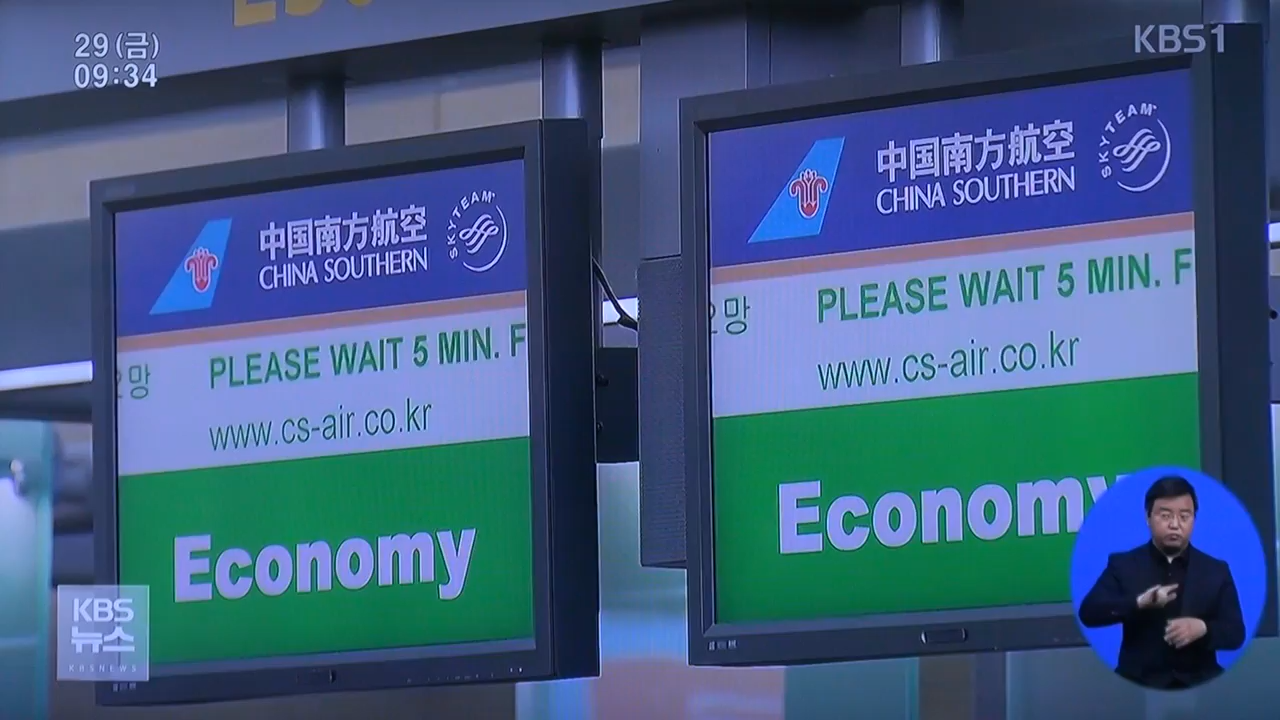 29(금)
09:34
KBS1
中国南方航空
CHINA SOUTHERN
SKYTEAM
망
PLEASE WAIT 5 MIN. F
www.cs-air.co.kr
Economy
中国南方航空
CHINA SOUTHERN
SKYTEAM
망
PLEASE WAIT 5 MIN. F
www.cs-air.co.kr
Economy
KBS
뉴스
KBSNEWS